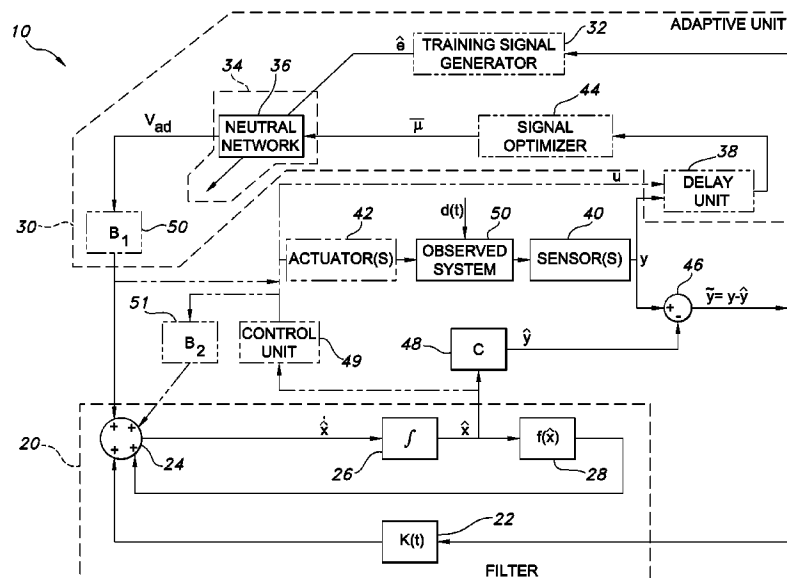 10
ADAPTIVE UNIT
ê
TRAINING SIGNAL
GENERATOR
32
34
36
44
V_ad
NEUTRAL
NETWORK
μ̅
SIGNAL
OPTIMIZER
38
u
DELAY
UNIT
30
B₁
50
42
d(t)
50
40
ACTUATOR(S)
OBSERVED
SYSTEM
SENSOR(S)
y
46
+
-
ỹ= y-ŷ
51
B₂
CONTROL
UNIT
49
48
C
ŷ
20
+ +
+ +
24
x̂̇
∫
26
x̂
f(x̂)
28
22
K(t)
FILTER